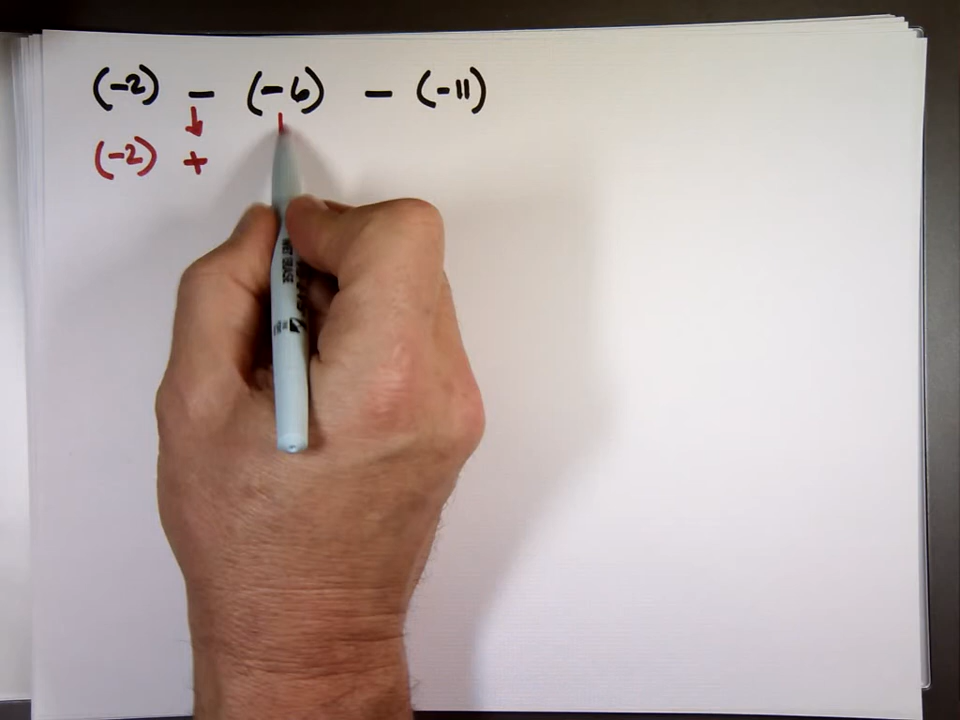 (-2) - (-6) - (-11)
(-2) +